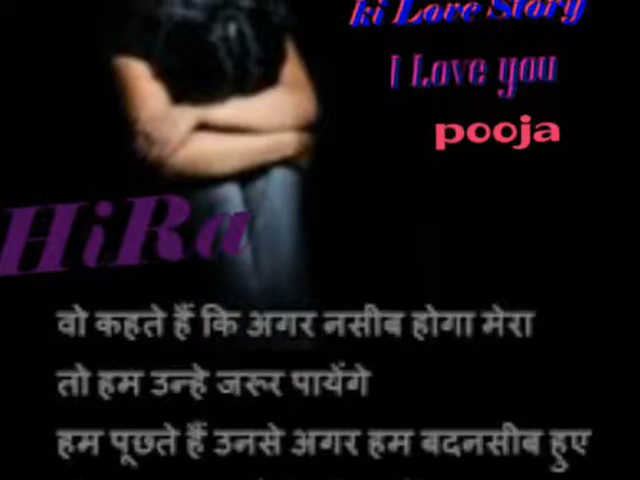 ki Love Story
I Love you
pooja
HiRa
वो कहते हैं कि अगर नसीब होगा मेरा
तो हम उन्हे जरूर पायेंगे
हम पूछते हैं उनसे अगर हम बदनसीब हुए